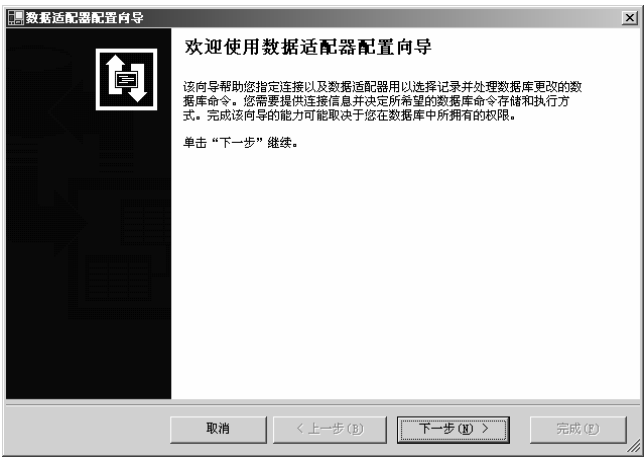 数据适配器配置向导
欢迎使用数据适配器配置向导
该向导帮助您指定连接以及数据适配器用以选择记录并处理数据库更改的数
据库命令。您需要提供连接信息并决定所希望的数据库命令存储和执行方
式。完成该向导的能力可能取决于您在数据库中所拥有的权限。
单击“下一步”继续。
取消 < 上一步(B) 下一步(N) > 完成(F)